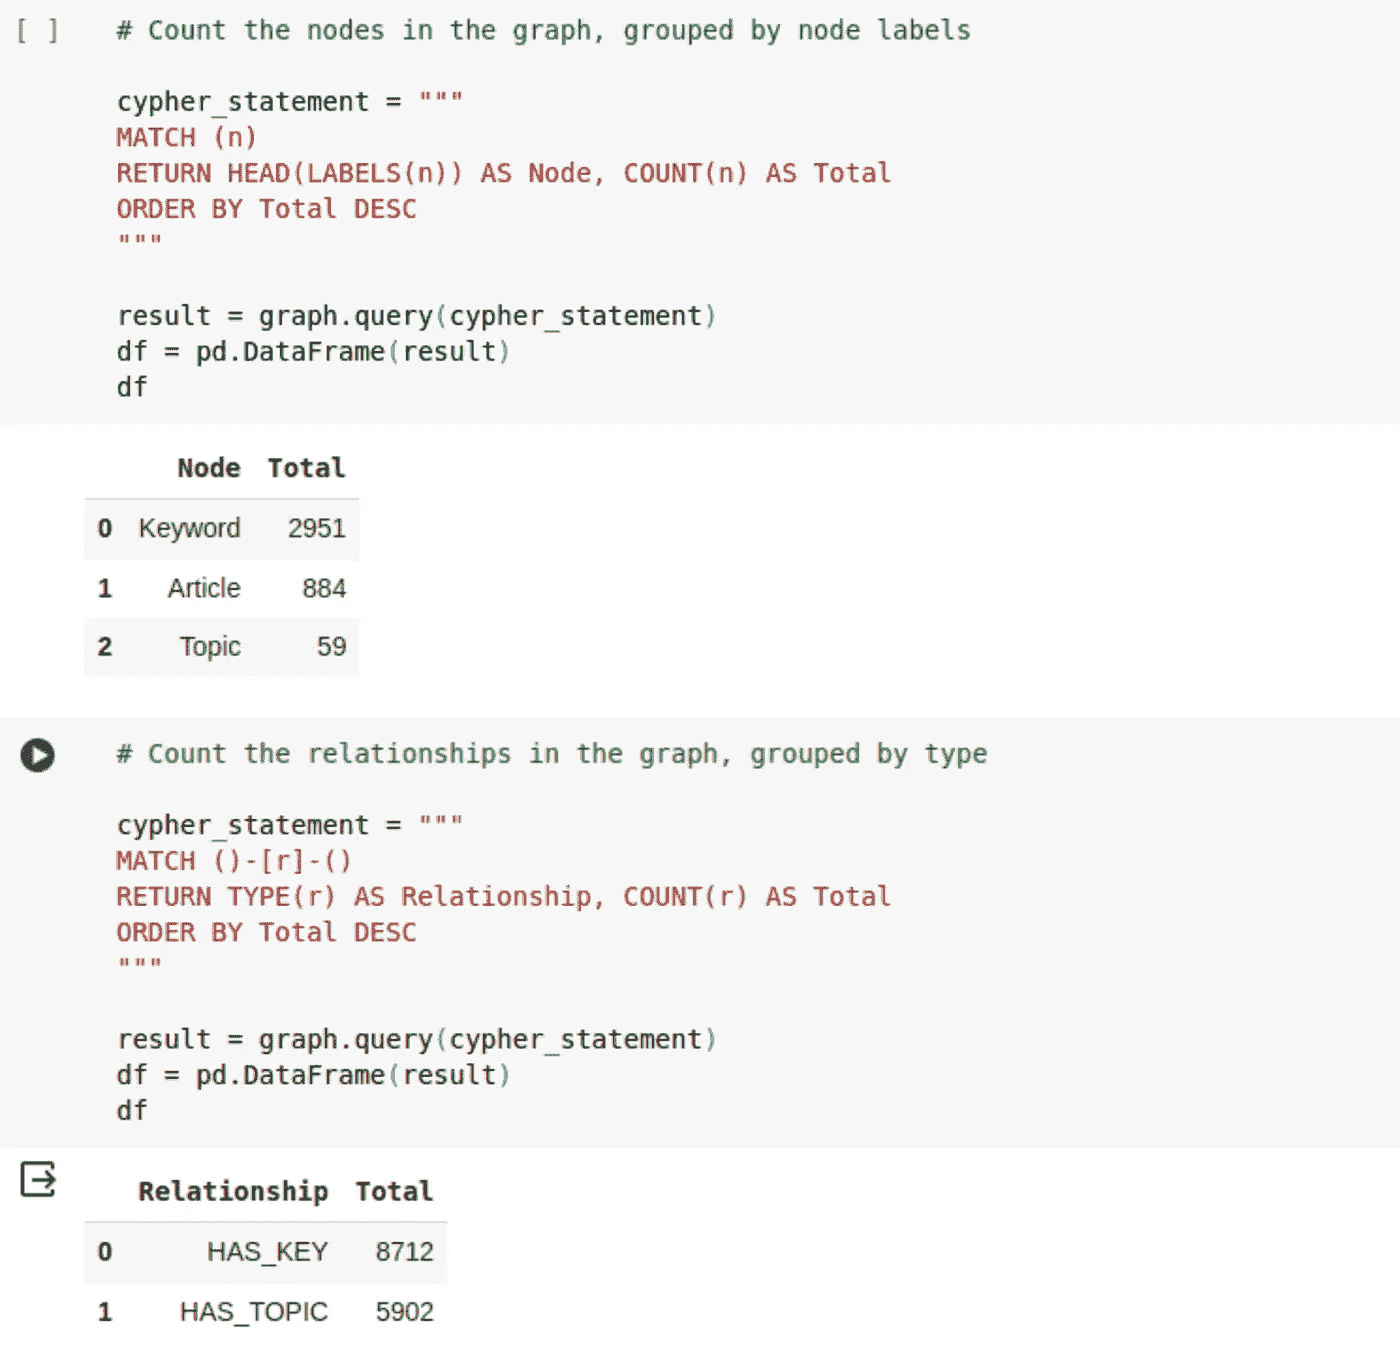 [ ] # Count the nodes in the graph, grouped by node labels
cypher_statement = """
MATCH (n)
RETURN HEAD(LABELS(n)) AS Node, COUNT(n) AS Total
ORDER BY Total DESC
"""
result = graph.query(cypher_statement)
df = pd.DataFrame(result)
df
Node Total
0 Keyword 2951
1 Article 884
2 Topic 59
# Count the relationships in the graph, grouped by type
cypher_statement = """
MATCH ()-[r]-()
RETURN TYPE(r) AS Relationship, COUNT(r) AS Total
ORDER BY Total DESC
"""
result = graph.query(cypher_statement)
df = pd.DataFrame(result)
df
Relationship Total
0 HAS_KEY 8712
1 HAS_TOPIC 5902